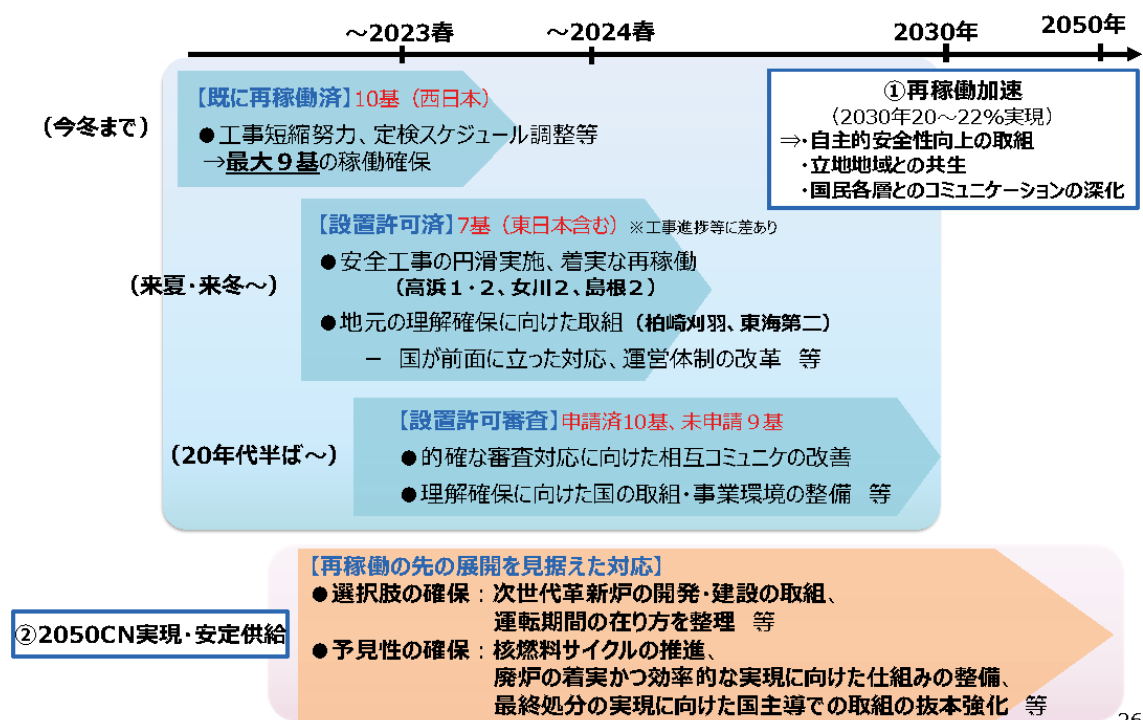 ～2023春
～2024春
2030年
2050年
①再稼働加速
(2030年20～22%実現)
⇒・自主的安全性向上の取組
・立地地域との共生
・国民各層とのコミュニケーションの深化
(今冬まで)
【既に再稼働済】10基（西日本）
●工事短縮努力、定検スケジュール調整等
→最大９基の稼働確保
(来夏・来冬～)
【設置許可済】7基（東日本含む）※工事進捗等に差あり
●安全工事の円滑実施、着実な再稼働
（高浜１・２、女川２、島根２）
●地元の理解確保に向けた取組（柏崎刈羽、東海第二）
－ 国が前面に立った対応、運営体制の改革 等
(20年代半ば～)
【設置許可審査】申請済10基、未申請９基
●的確な審査対応に向けた相互コミュニケの改善
●理解確保に向けた国の取組・事業環境の整備 等
②2050CN実現・安定供給
【再稼働の先の展開を見据えた対応】
●選択肢の確保：次世代革新炉の開発・建設の取組、
運転期間の在り方を整理 等
●予見性の確保：核燃料サイクルの推進、
廃炉の着実かつ効率的な実現に向けた仕組みの整備、
最終処分の実現に向けた国主導での取組の抜本強化 等